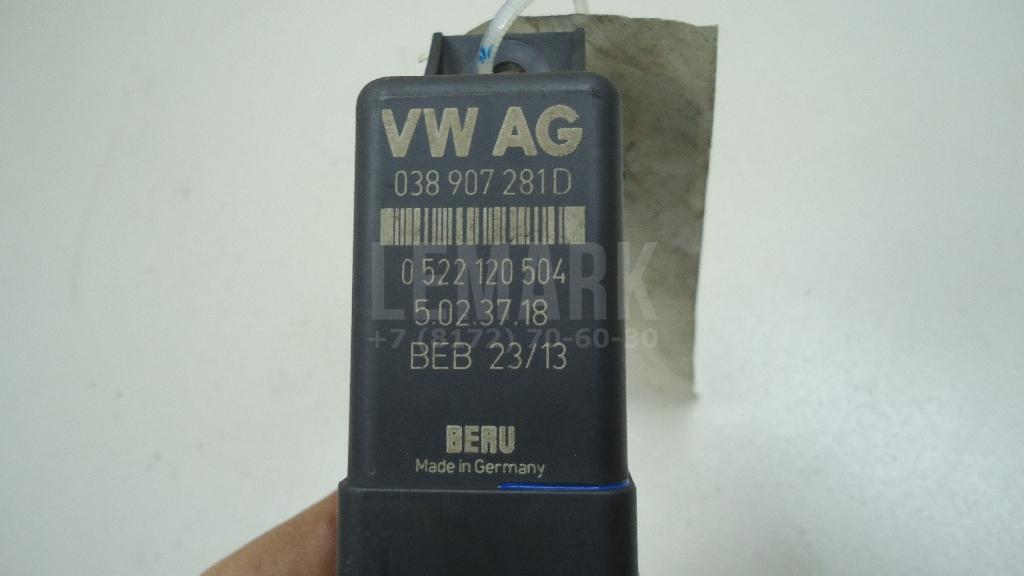 VW AG
038 907 281D
LEMARK
0 522 120 504
5.02.37.18
+7 (8172) 70-60-30
BEB 23/13
BERU
Made in Germany